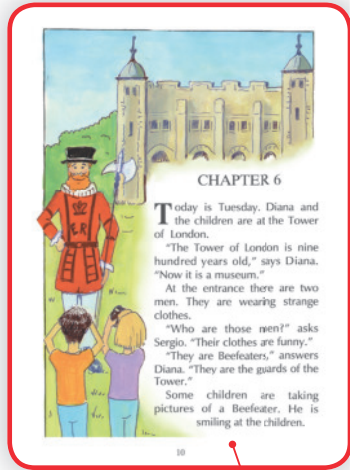 CHAPTER 6
Today is Tuesday. Diana and
the children are at the Tower
of London.
"The Tower of London is nine
hundred years old," says Diana.
"Now it is a museum."
At the entrance there are two
men. They are wearing strange
clothes.
"Who are those men?" asks
Sergio. "Their clothes are funny."
"They are Beefeaters," answers
Diana. "They are the guards of the
Tower."
Some children are taking
pictures of a Beefeater. He is
smiling at the children.
10